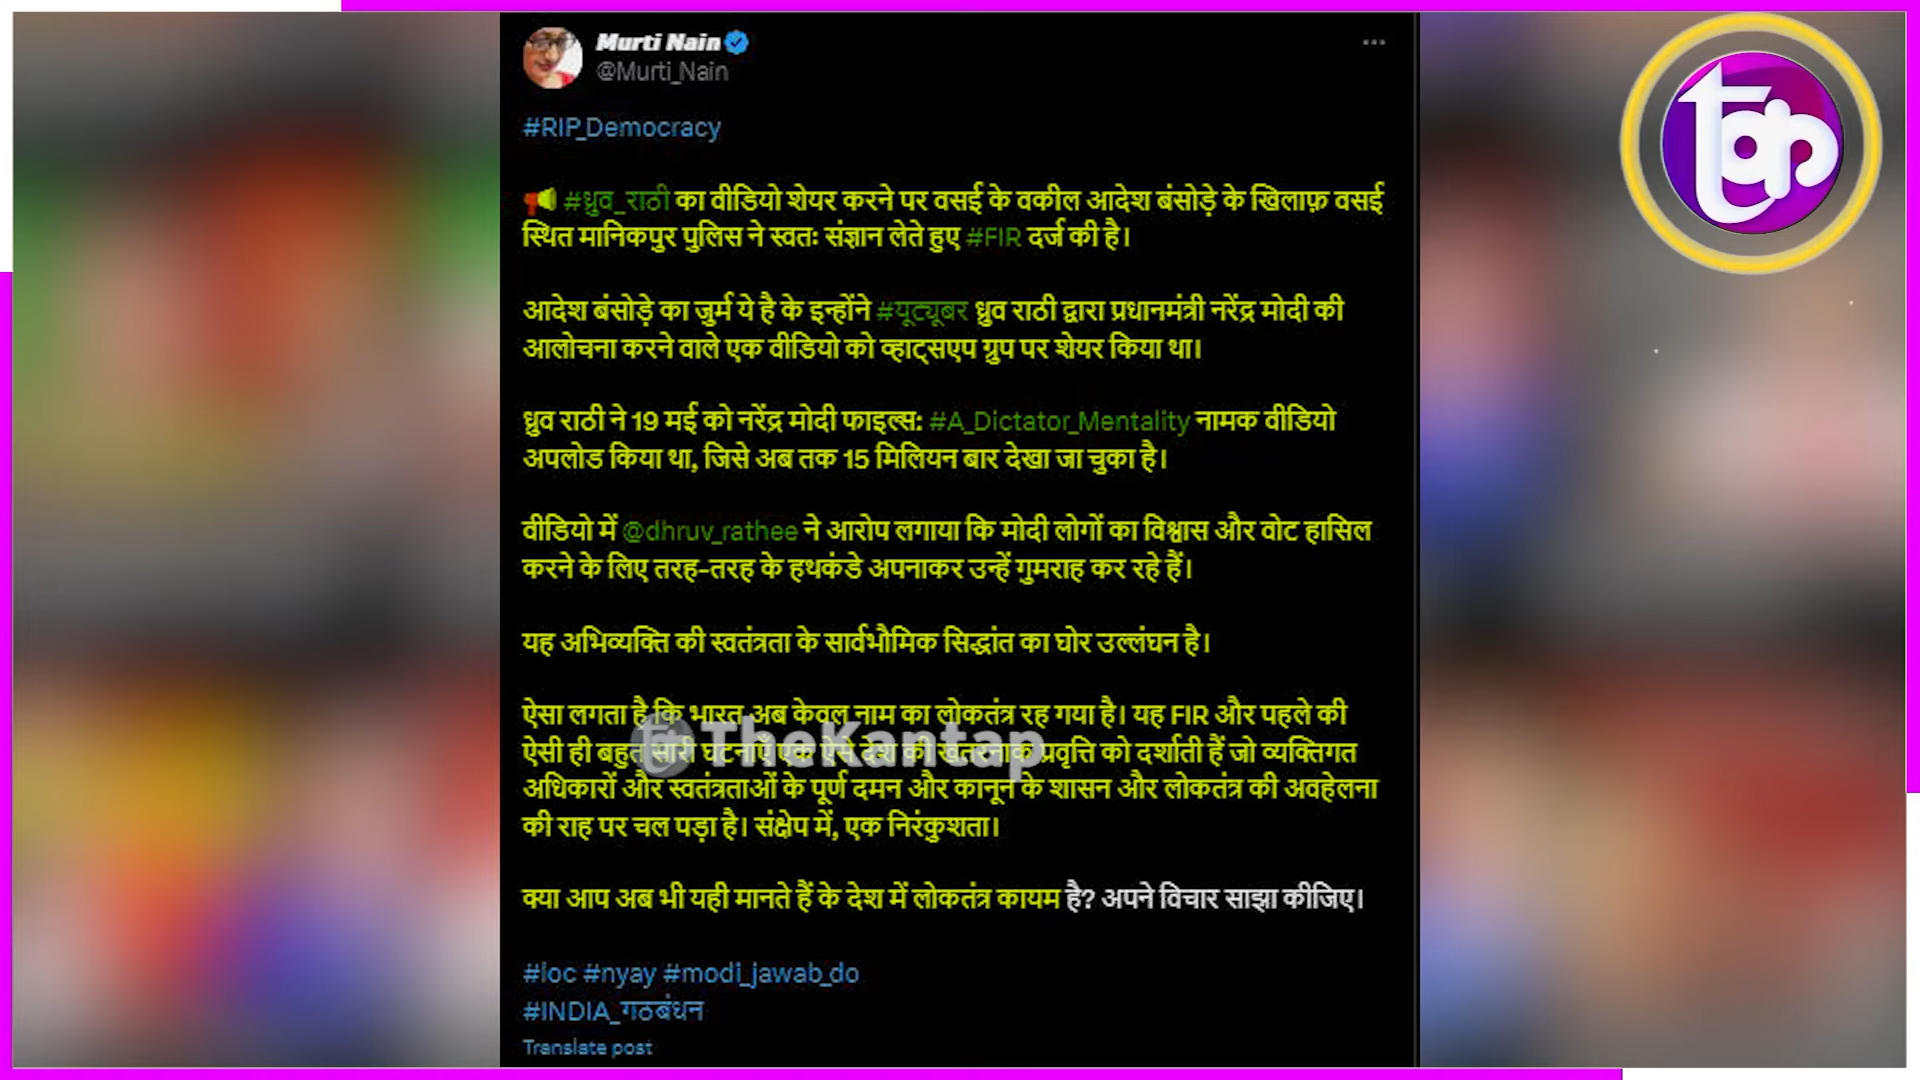 Murti Nain
@Murti_Nain
#RIP_Democracy
#ध्रुव_राठी का वीडियो शेयर करने पर वसई के वकील आदेश बंसोड़े के खिलाफ़ वसई
स्थित मानिकपुर पुलिस ने स्वतः संज्ञान लेते हुए #FIR दर्ज की है।
आदेश बंसोड़े का जुर्म ये है के इन्होंने #यूट्यूबर ध्रुव राठी द्वारा प्रधानमंत्री नरेंद्र मोदी की
आलोचना करने वाले एक वीडियो को व्हाट्सएप ग्रुप पर शेयर किया था।
ध्रुव राठी ने 19 मई को नरेंद्र मोदी फाइल्स: #A_Dictator_Mentality नामक वीडियो
अपलोड किया था, जिसे अब तक 15 मिलियन बार देखा जा चुका है।
वीडियो में @dhruv_rathee ने आरोप लगाया कि मोदी लोगों का विश्वास और वोट हासिल
करने के लिए तरह-तरह के हथकंडे अपनाकर उन्हें गुमराह कर रहे हैं।
यह अभिव्यक्ति की स्वतंत्रता के सार्वभौमिक सिद्धांत का घोर उल्लंघन है।
ऐसा लगता है कि भारत अब केवल नाम का लोकतंत्र रह गया है। यह FIR और पहले की
ऐसी ही बहुत सारी घटनाएँ एक ऐसे देश की खतरनाक प्रवृत्ति को दर्शाती हैं जो व्यक्तिगत
अधिकारों और स्वतंत्रताओं के पूर्ण दमन और कानून के शासन और लोकतंत्र की अवहेलना
की राह पर चल पड़ा है। संक्षेप में, एक निरंकुशता।
क्या आप अब भी यही मानते हैं के देश में लोकतंत्र कायम है? अपने विचार साझा कीजिए।
#loc #nyay #modi_jawab_do
#INDIA_गठबंधन
Translate post
TheKantap